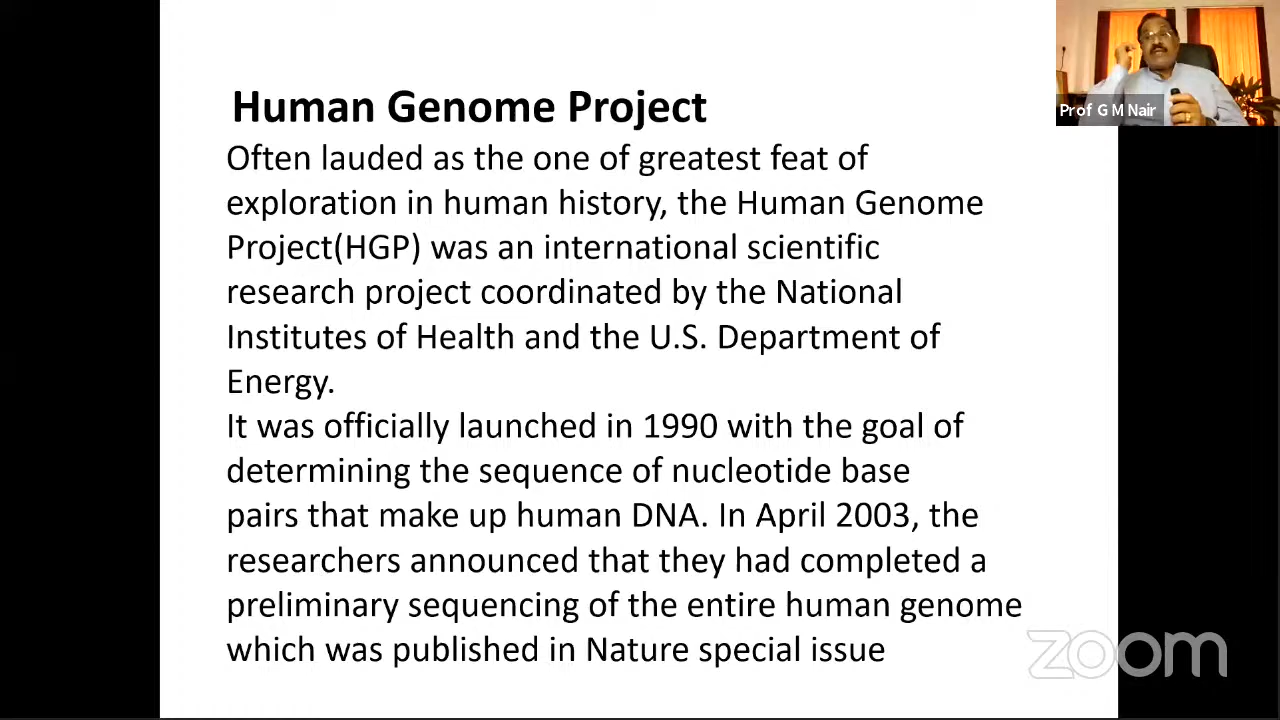 Human Genome Project
Often lauded as the one of greatest feat of
exploration in human history, the Human Genome
Project(HGP) was an international scientific
research project coordinated by the National
Institutes of Health and the U.S. Department of
Energy.
It was officially launched in 1990 with the goal of
determining the sequence of nucleotide base
pairs that make up human DNA. In April 2003, the
researchers announced that they had completed a
preliminary sequencing of the entire human genome
which was published in Nature special issue
Prof G M Nair
zoom